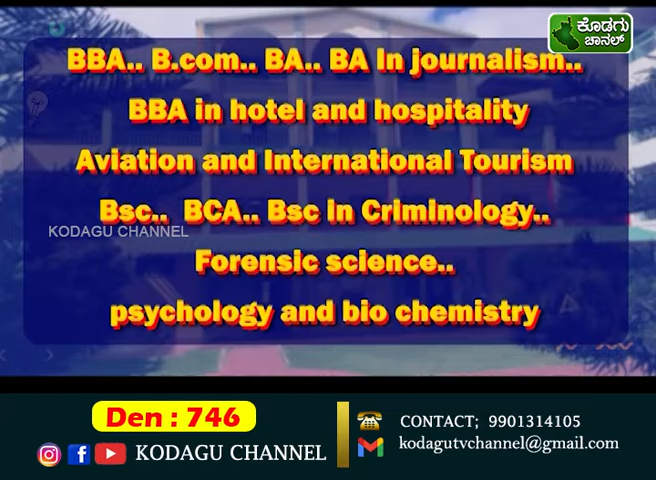 ಕೊಡಗು
ಚಾನಲ್
BBA.. B.com.. BA.. BA In journalism..
BBA in hotel and hospitality
Aviation and International Tourism
Bsc.. BCA.. Bsc in Criminology..
KODAGU CHANNEL
Forensic science..
psychology and bio chemistry
Den : 746
KODAGU CHANNEL
CONTACT; 9901314105
kodagutvchannel@gmail.com